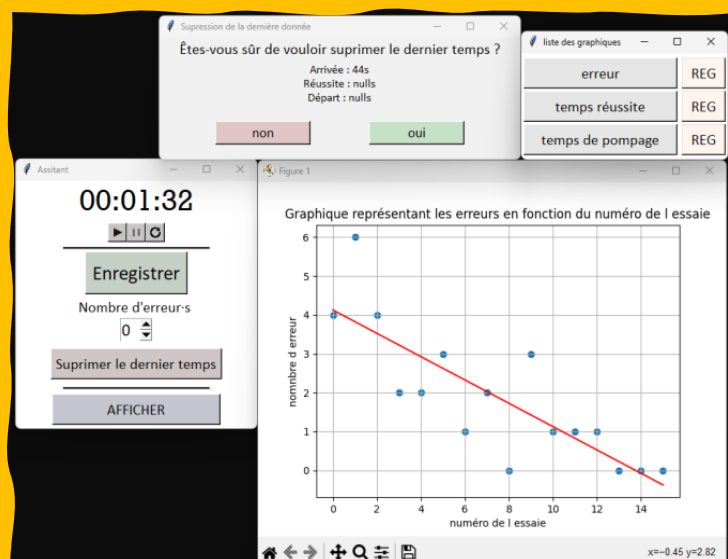 Supression de la dernière donnée
Êtes-vous sûr de vouloir suprimer le dernier temps ?
Arrivée : 44s
Réussite : nulls
Départ : nulls
non
oui
liste des graphiques
erreur
REG
temps réussite
REG
temps de pompage
REG
Assitant
00:01:32
Enregistrer
Nombre d'erreur·s
0
Suprimer le dernier temps
AFFICHER
Figure 1
Graphique représentant les erreurs en fonction du numéro de l essaie
nomnbre d erreur
6
5
4
3
2
1
0
0 2 4 6 8 10 12 14
numéro de l essaie
x=−0.45 y=2.82